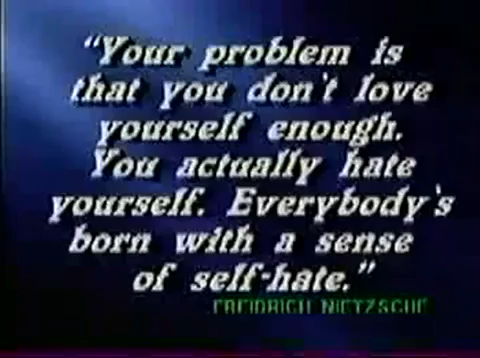 “Your problem is
that you don't love
yourself enough.
You actually hate
yourself. Everybody's
born with a sense
of self-hate.”
FREIDRICH NIETZSCHE